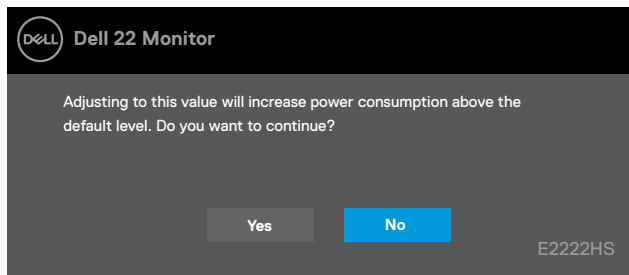 DELL
Dell 22 Monitor
Adjusting to this value will increase power consumption above the
default level. Do you want to continue?
Yes
No
E2222HS